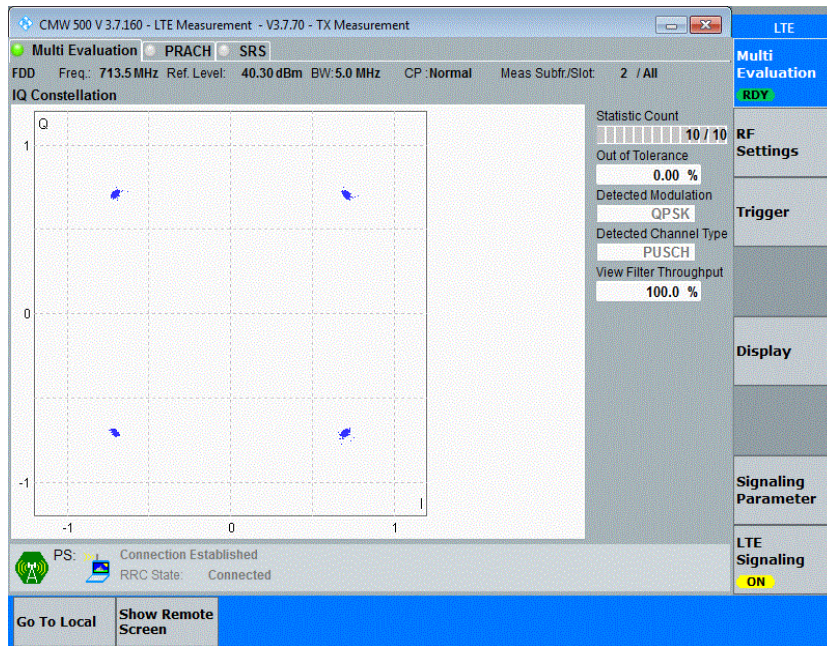 CMW 500 V 3.7.160 - LTE Measurement - V3.7.70 - TX Measurement
LTE
Multi Evaluation PRACH SRS
Multi
Evaluation
RDY
FDD Freq.: 713.5 MHz Ref. Level: 40.30 dBm BW:5.0 MHz CP :Normal Meas Subfr./Slot: 2 / All
IQ Constellation
Q
1
0
-1
I
-1 0 1
Statistic Count
10 / 10
Out of Tolerance
0.00 %
Detected Modulation
QPSK
Detected Channel Type
PUSCH
View Filter Throughput
100.0 %
RF
Settings
Trigger
Display
Signaling
Parameter
LTE
Signaling
ON
PS: Connection Established
RRC State: Connected
Go To Local
Show Remote
Screen